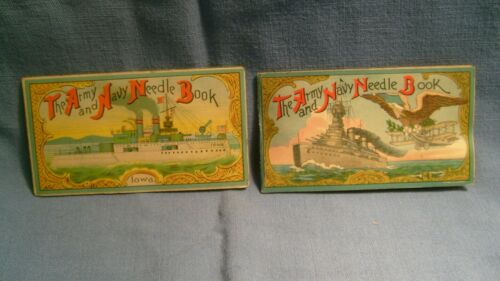 The Army
and Navy Needle Book
Iowa
The Army
and Navy Needle Book